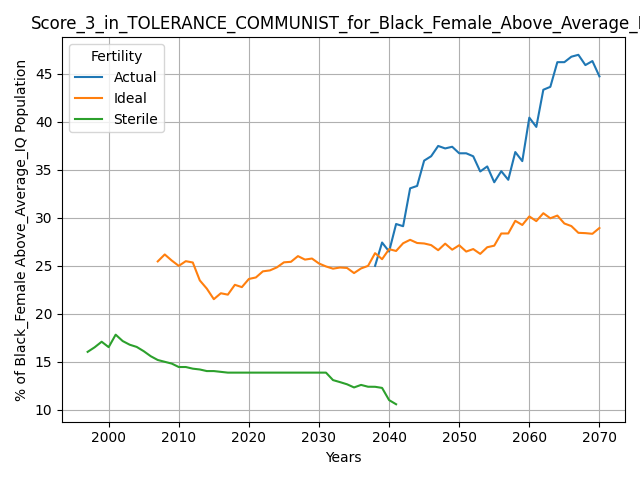 Score_3_in_TOLERANCE_COMMUNIST_for_Black_Female_Above_Average_
Fertility
Actual
Ideal
Sterile
% of Black_Female Above_Average_IQ Population
45
40
35
30
25
20
15
10
2000 2010 2020 2030 2040 2050 2060 2070
Years